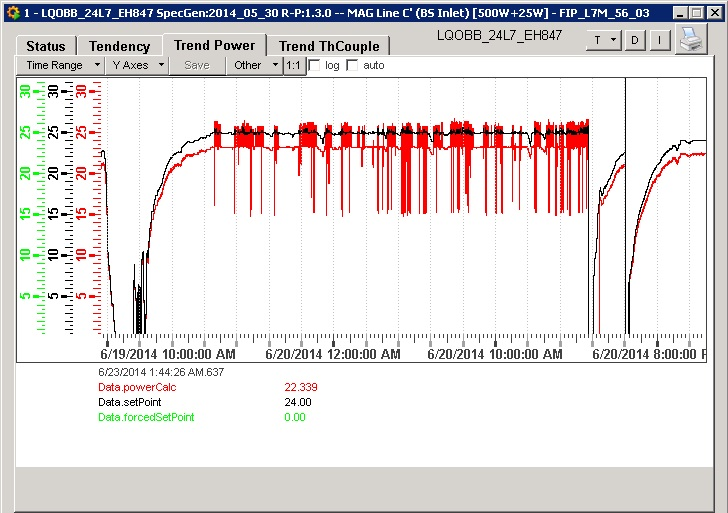 1 - LQOBB_24L7_EH847 SpecGen:2014_05_30 R-P:1.3.0 -- MAG Line C' (BS Inlet) [500W+25W] - FIP_L7M_56_03
Status Tendency Trend Power Trend ThCouple LQOBB_24L7_EH847 T D I
Time Range Y Axes Save Other 1:1 log auto
30 30 30
25 25 25
20 20 20
15 15 15
10 10 10
5 5 5
6/19/2014 10:00:00 AM 6/20/2014 12:00:00 AM 6/20/2014 10:00:00 AM 6/20/2014 8:00:00
6/23/2014 1:44:26 AM.637
Data.powerCalc 22.339
Data.setPoint 24.00
Data.forcedSetPoint 0.00